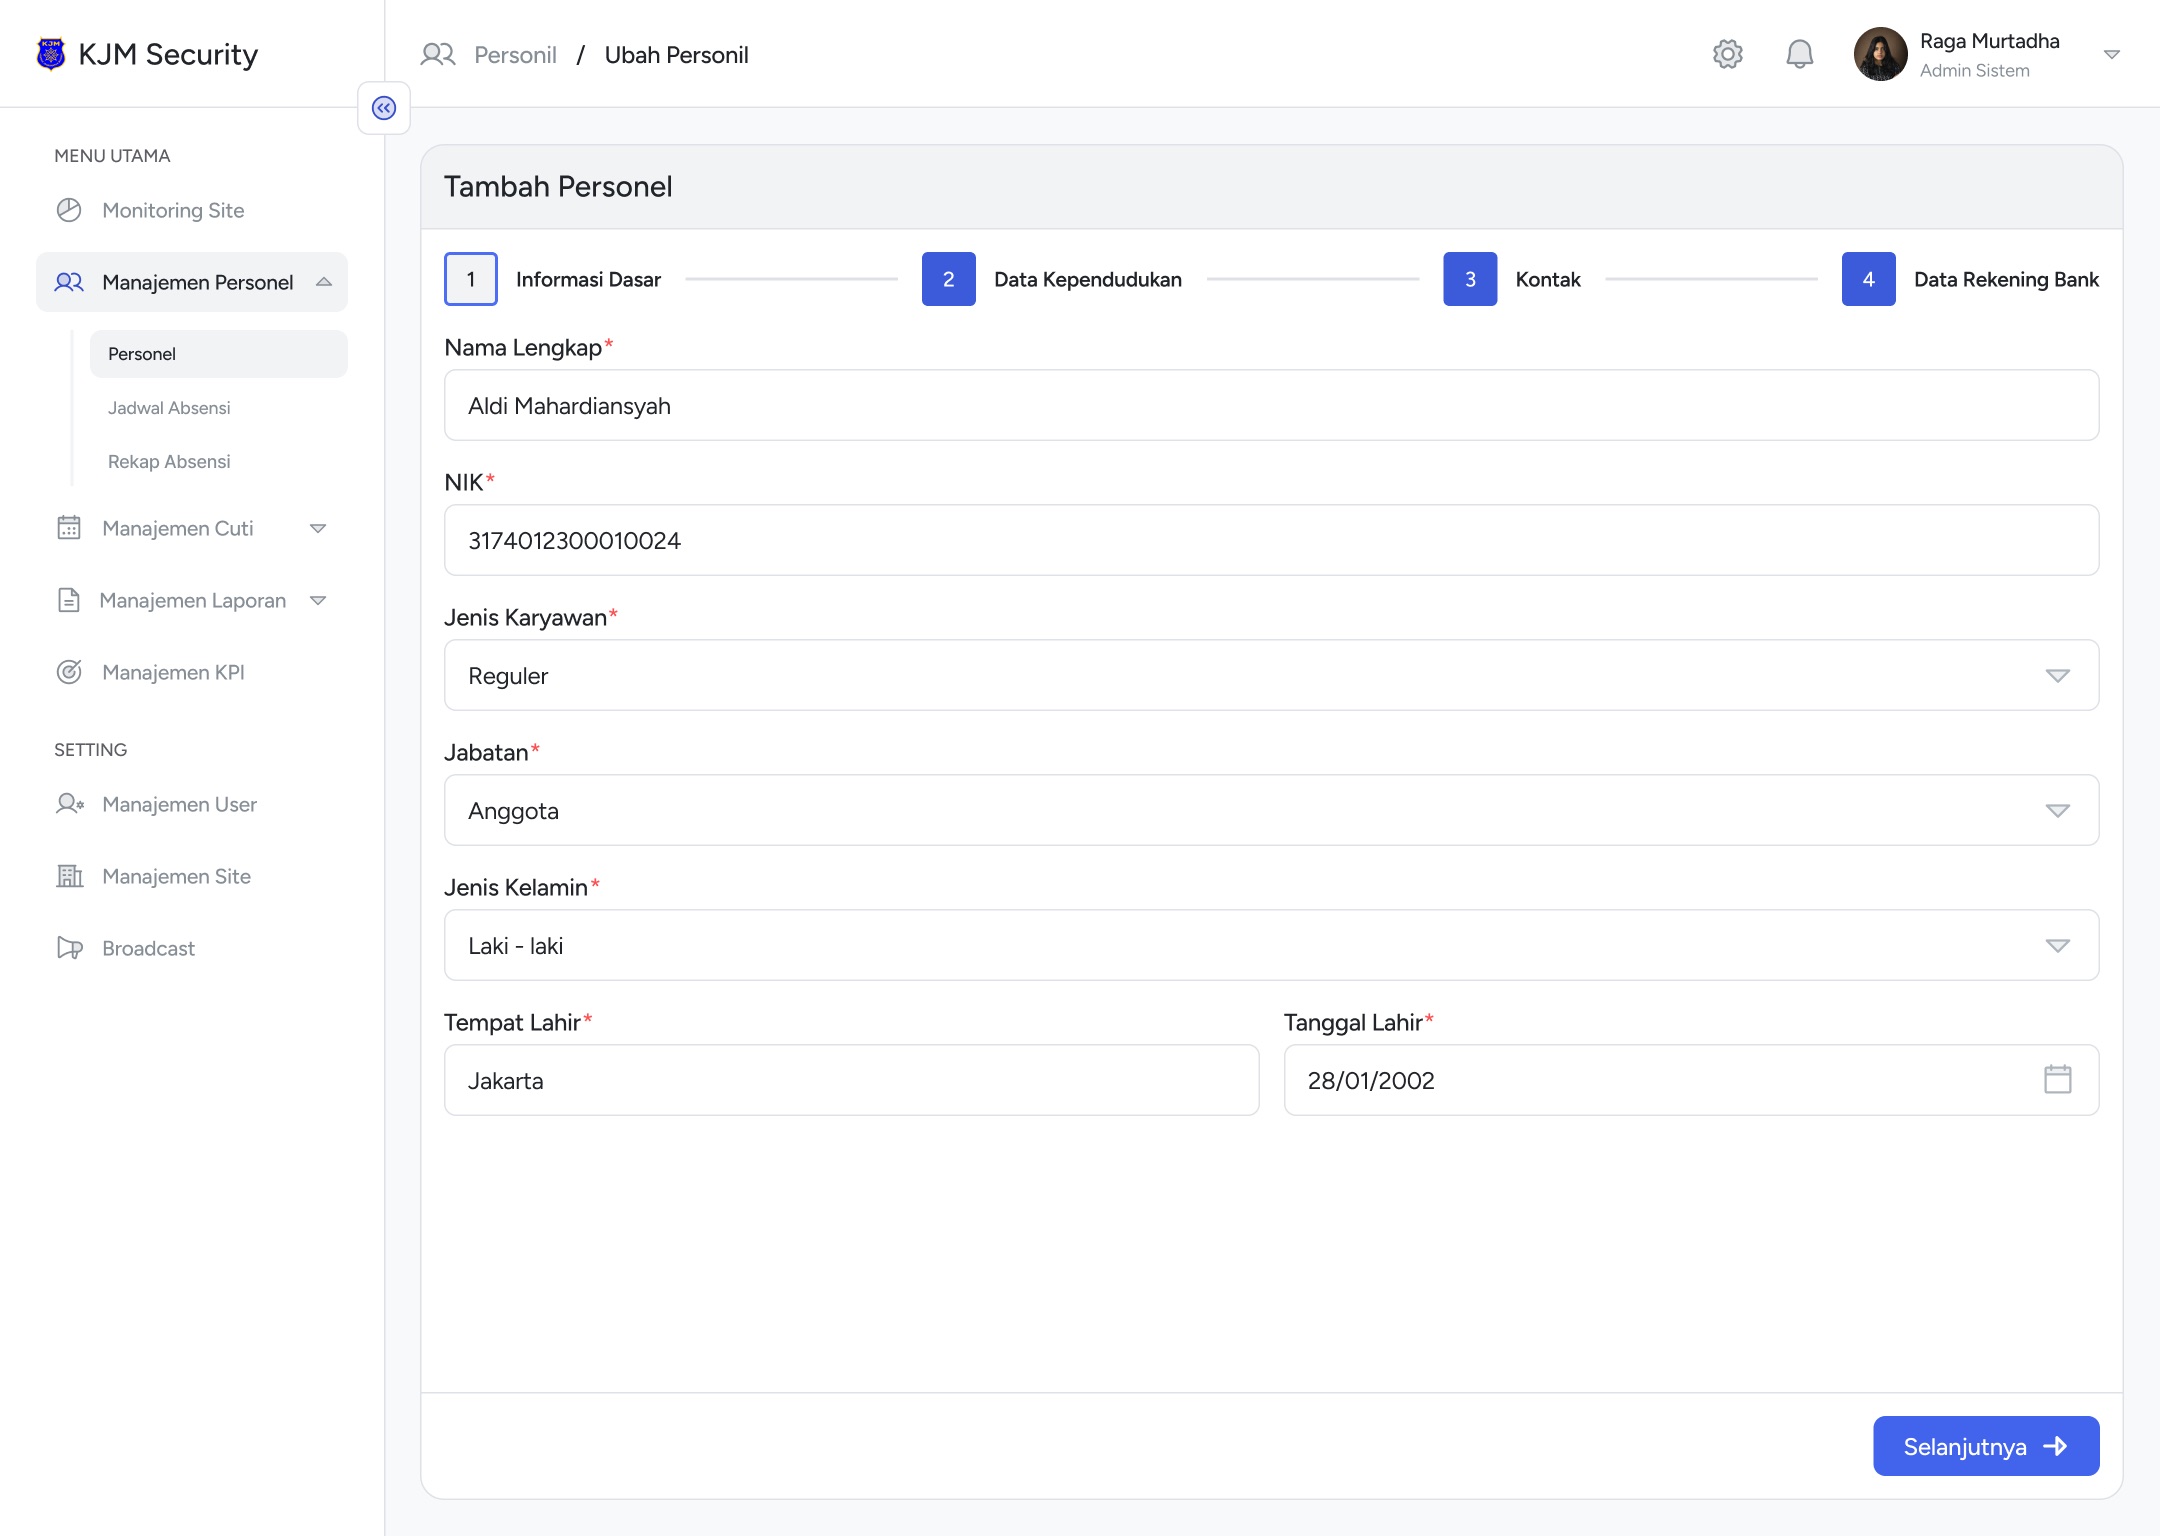 KJM Security
Personil / Ubah Personil
Raga Murtadha
Admin Sistem
MENU UTAMA
Monitoring Site
Manajemen Personel
Personel
Jadwal Absensi
Rekap Absensi
Manajemen Cuti
Manajemen Laporan
Manajemen KPI
SETTING
Manajemen User
Manajemen Site
Broadcast
Tambah Personel
1 Informasi Dasar
2 Data Kependudukan
3 Kontak
4 Data Rekening Bank
Nama Lengkap*
Aldi Mahardiansyah
NIK*
3174012300010024
Jenis Karyawan*
Reguler
Jabatan*
Anggota
Jenis Kelamin*
Laki - laki
Tempat Lahir*
Jakarta
Tanggal Lahir*
28/01/2002
Selanjutnya